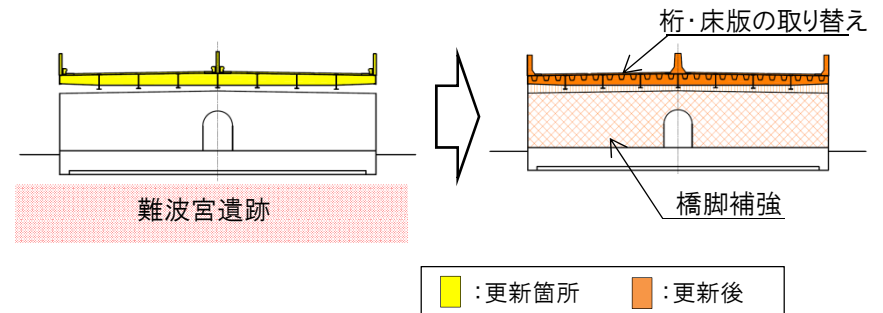 桁・床版の取り替え
難波宮遺跡
橋脚補強
：更新箇所
：更新後